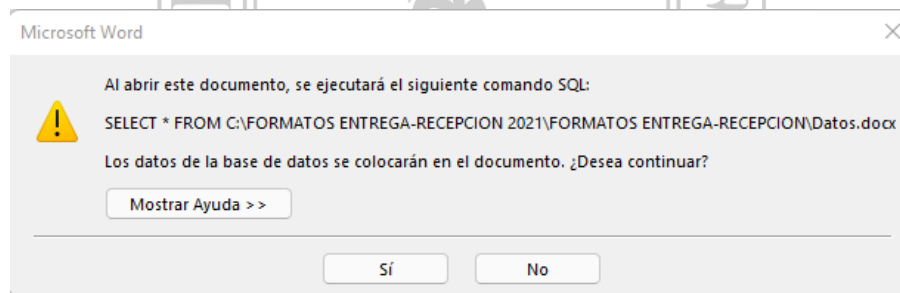 Microsoft Word
Al abrir este documento, se ejecutará el siguiente comando SQL:
SELECT * FROM C:\FORMATOS ENTREGA-RECEPCION 2021\FORMATOS ENTREGA-RECEPCION\Datos.docx
Los datos de la base de datos se colocarán en el documento. ¿Desea continuar?
Mostrar Ayuda >>
Sí
No